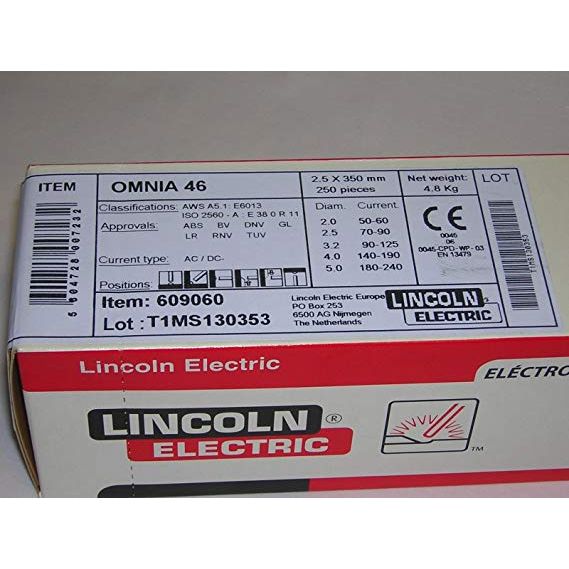 ITEM
OMNIA 46
2.5 X 350 mm
250 pieces
Net weight:
4,8 Kg
LOT
Classifications: AWS A5.1: E6013
ISO 2560 - A : E 38 0 R 11
Approvals: ABS BV DNV GL
LR RNV TUV
Current type: AC / DC-
Positions:
Diam. Current.
2.0 50-60
2.5 70-90
3.2 90-125
4.0 140-190
5.0 180-240
CE
0045
06
0045-CPD-WP-03
EN 13479
T1MS130353
Item: 609060
Lot : T1MS130353
Lincoln Electric Europe
PO Box 253
6500 AG Nijmegen
The Netherlands
LINCOLN
ELECTRIC
Lincoln Electric
ELÉCTRO
LINCOLN ®
ELECTRIC
TM